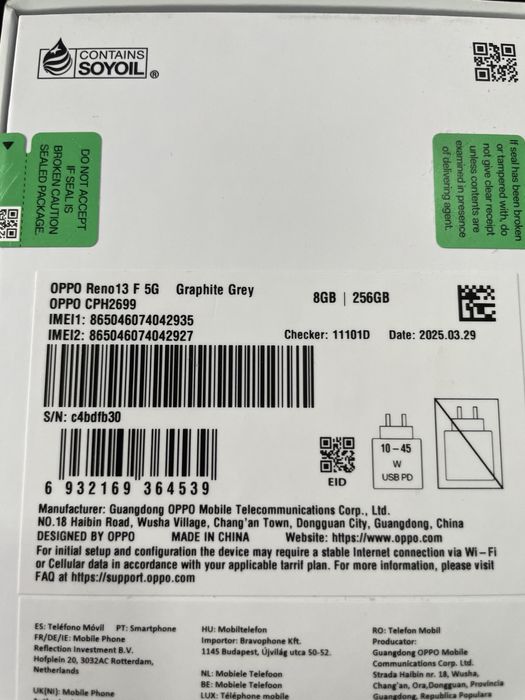 CONTAINS
SOYOIL ®
DO NOT ACCEPT
IF SEAL IS
BROKEN CAUTION
SEALED PACKAGE
If seal has been broken
or tampered with, do
not give clear receipt
unless contents are
examined in presence
of delivering agent.
OPPO Reno13 F 5G Graphite Grey 8GB | 256GB
OPPO CPH2699
IMEI1: 865046074042935
IMEI2: 865046074042927 Checker: 11101D Date: 2025.03.29
S/N: c4bdfb30
6 932169 364539
EID
10-45
W
USB PD
Manufacturer: Guangdong OPPO Mobile Telecommunications Corp., Ltd.
NO.18 Haibin Road, Wusha Village, Chang'an Town, Dongguan City, Guangdong, China
DESIGNED BY OPPO MADE IN CHINA Website: https://www.oppo.com
For initial setup and configuration the device may require a stable Internet connection via Wi-Fi
or Cellular data in accordance with your applicable tarrif plan. For more information, please visit
FAQ at https://support.oppo.com
ES: Teléfono Móvil PT: Smartphone
FR/DE/IE: Mobile Phone
Reflection Investment B.V.
Hofplein 20, 3032AC Rotterdam,
Netherlands
UK(NI): Mobile Phone
HU: Mobiltelefon
Importor: Bravophone Kft.
1145 Budapest, Újvilág utca 50-52.
NL: Mobiele Telefoon
BE: Mobiele Telefoon
LUX: Téléphone mobile
RO: Telefon Mobil
Producator:
Guangdong OPPO Mobile
Communications Corp. Ltd.
Strada Haibin nr. 18, Wusha,
Chang'an, Ora,Dongguan, Provincia
Guangdong, Republica Populara